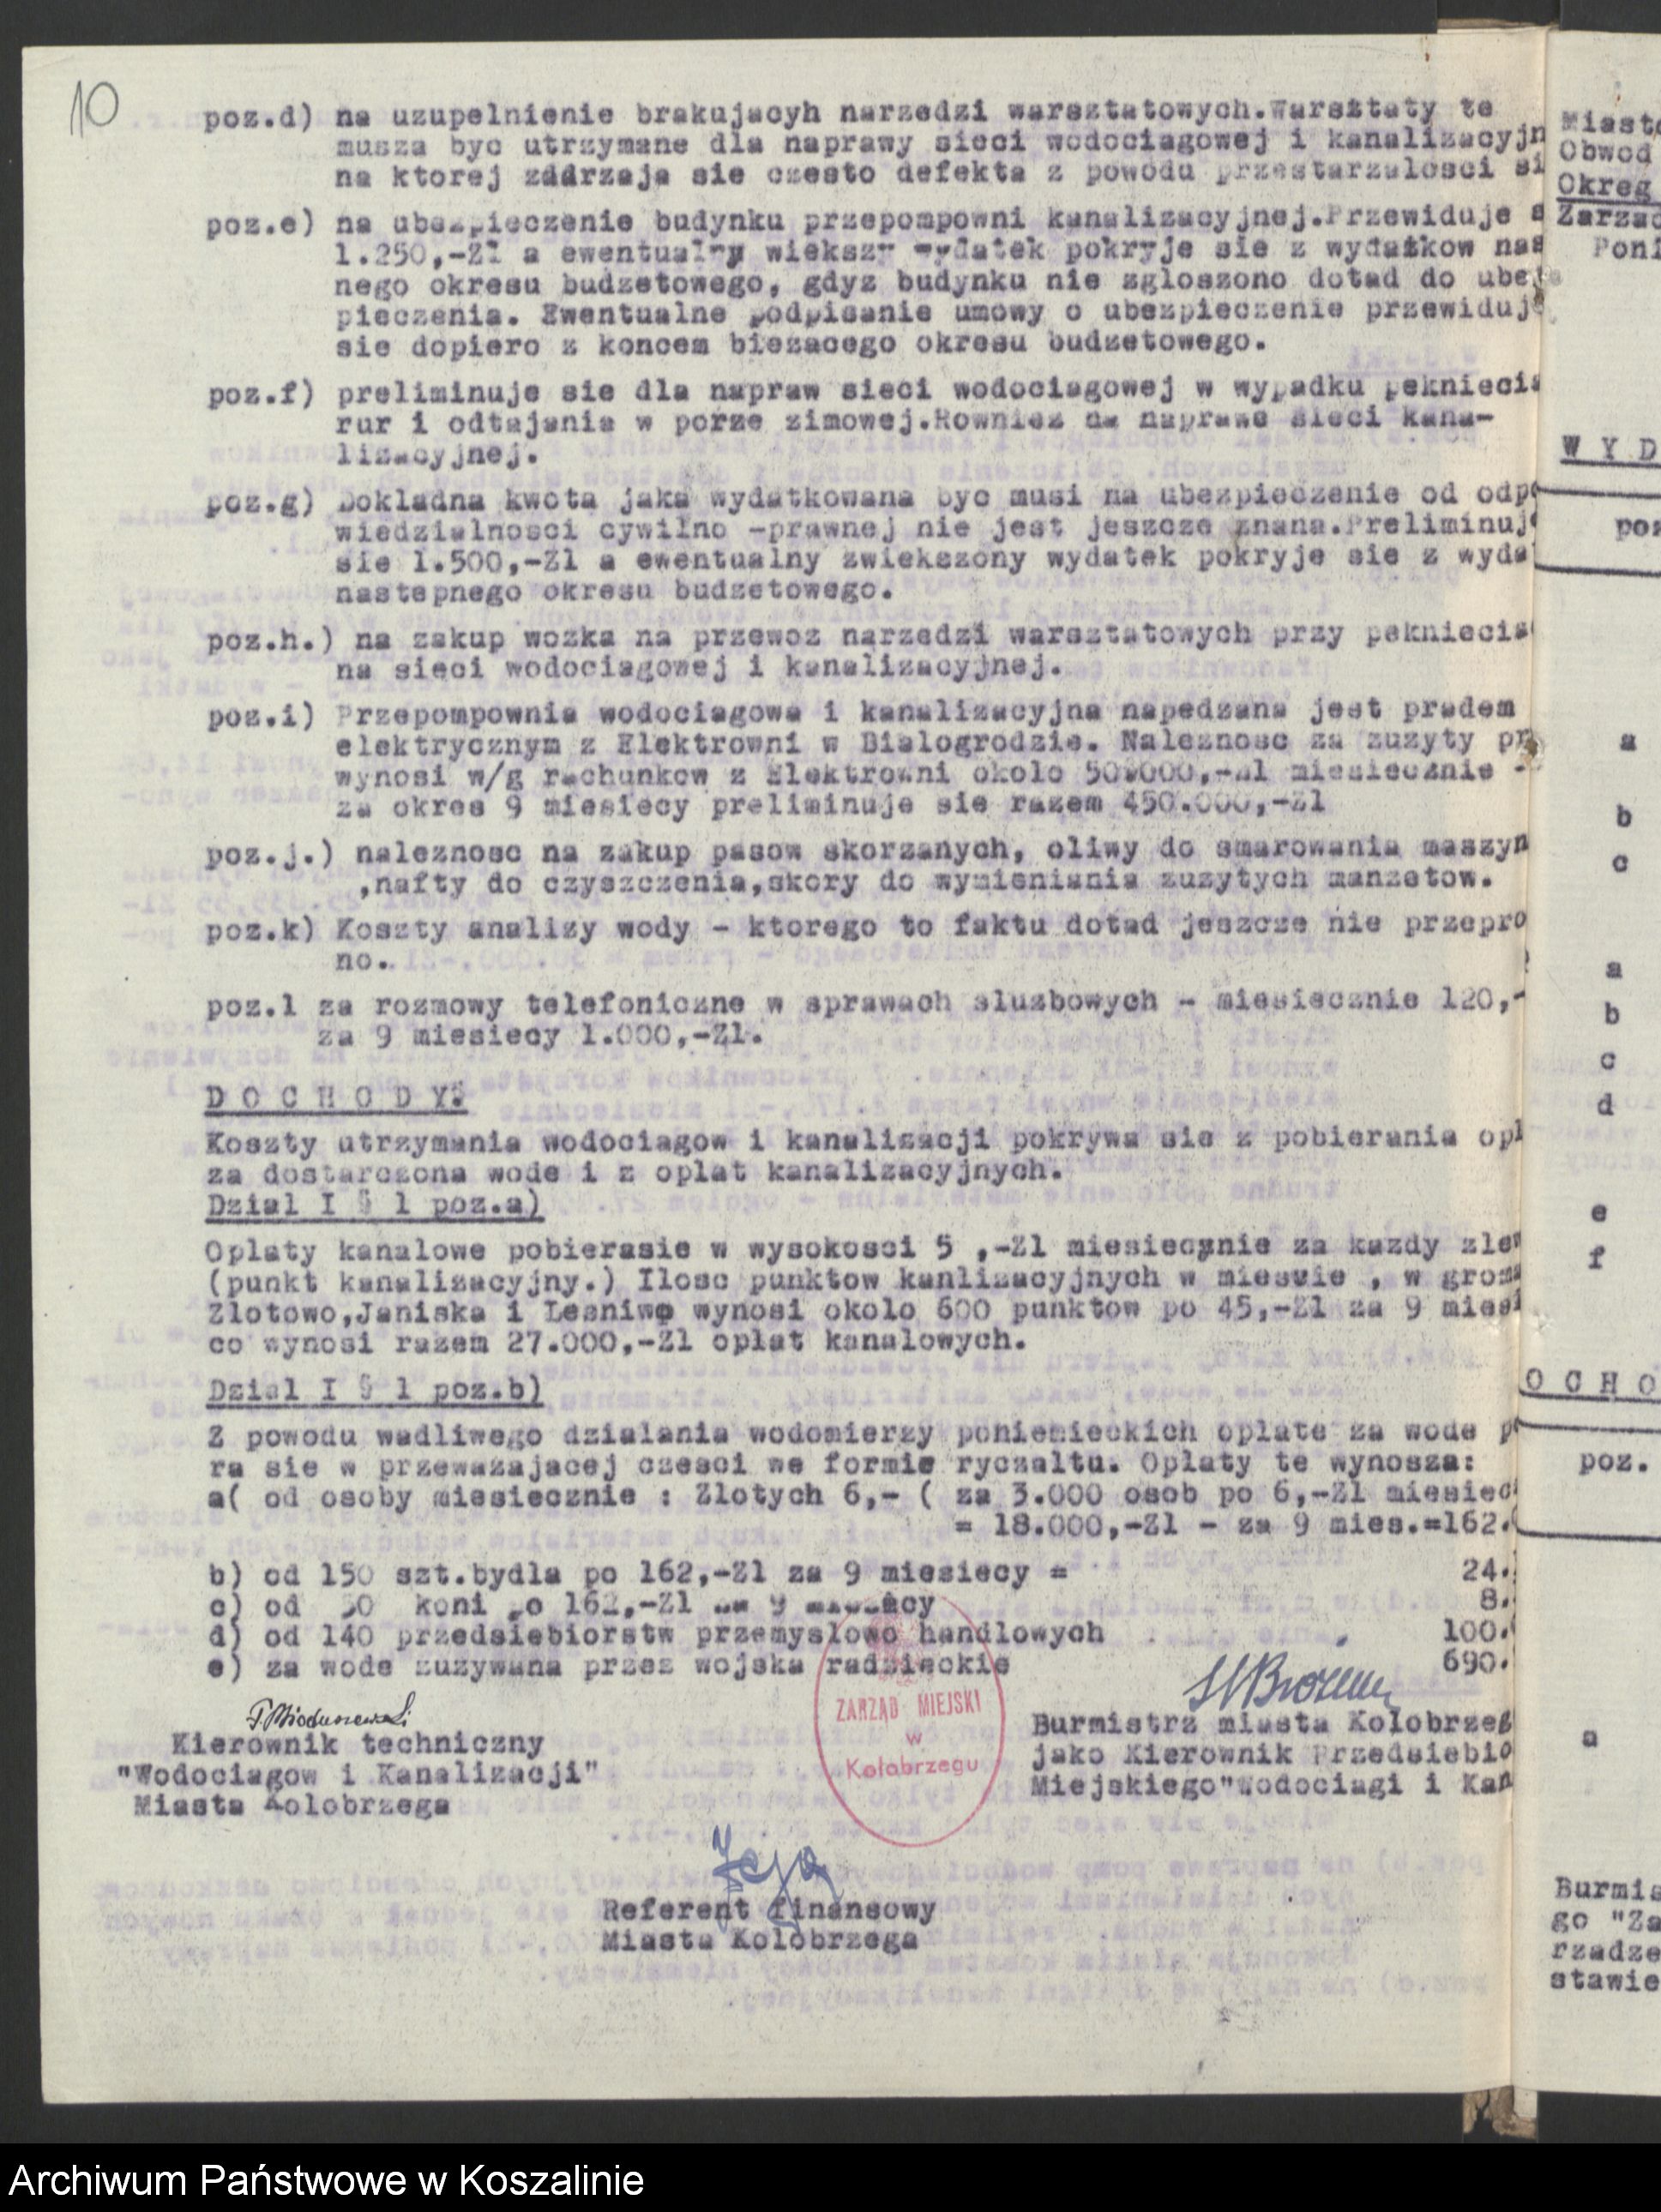 10
poz.d) na uzupelnienie brakujacyh narzedzi warsztatowych.Warsztaty te
musza byc utrzymane dla naprawy sieci wodociagowej i kanalizacyjn
na ktorej zdarzaja sie czesto defekta z powodu przestarzalosci si
poz.e) na ubezpieczenie budynku przepompowni kanalizacyjnej.Przewiduje s
1.250,-Zl a ewentualny wiekszy wydatek pokryje sie z wydatkow nas
nego okresu budzetowego, gdyz budynku nie zgloszono dotad do ube
pieczenia. Ewentualne podpisanie umowy o ubezpieczenie przewiduje
sie dopiero z koncem biezacego okresu budzetowego.
poz.f) preliminuje sie dla napraw sieci wodociagowej w wypadku pekniecia
rur i odtajania w porze zimowej.Rowniez na naprawe sieci kana-
lizacyjnej.
poz.g) Dokladna kwota jaka wydatkowana byc musi na ubezpieczenie od odpo
wiedzialnosci cywilno -prawnej nie jest jeszcze znana.Preliminuje
sie 1.500,-Zl a ewentualny zwiekszony wydatek pokryje sie z wyda
nastepnego okresu budzetowego.
poz.h.) na zakup wozka na przewoz narzedzi warsztatowych przy pekniecia
na sieci wodociagowej i kanalizacyjnej.
poz.i) Przepompownia wodociagowa i kanalizacyjna napedzana jest pradem
elektrycznym z Elektrowni w Bialogrodzie. Naleznosc za zuzyty pr
wynosi w/g rachunkow z Elektrowni okolo 50.000,-Zl miesiecznie -
za okres 9 miesiecy preliminuje sie razem 450.000,-Zl
poz.j.) naleznosc na zakup pasow skorzanych, oliwy do smarowania maszyn
,nafty do czyszczenia,skory do wymieniania zuzytych manzetow.
poz.k) Koszty analizy wody - ktorego to faktu dotad jeszcze nie przepro
no.
poz.l za rozmowy telefoniczne w sprawach sluzbowych - miesiecznie 120,-
za 9 miesiecy 1.000,-Zl.
D O C H O D Y:
Koszty utrzymania wodociagow i kanalizacji pokrywa sie z pobierania opl
za dostarczona wode i z oplat kanalizacyjnych.
Dzial I § 1 poz.a)
Oplaty kanalowe pobierasie w wysokosci 5 ,-Zl miesiecznie za kazdy zlew
(punkt kanalizacyjny.) Ilosc punktow kanlizacyjnych w miescie , w groma
Zlotowo,Janiska i Lesniwo wynosi okolo 600 punktow po 45,-Zl za 9 miesi
co wynosi razem 27.000,-Zl oplat kanalowych.
Dzial I § 1 poz.b)
Z powodu wadliwego dzialania wodomierzy poniemieckich oplate za wode po
ra sie w przewazajacej czesci we formie ryczaltu. Oplaty te wynosza:
a( od osoby miesiecznie : Zlotych 6,- ( za 3.000 osob po 6,-Zl miesiec
= 18.000,-Zl - za 9 mies.=162.
b) od 150 szt.bydla po 162,-Zl za 9 miesiecy = 24.
c) od 50 koni po 162,-Zl za 9 miesiecy 8.
d) od 140 przedsiebiorstw przemyslowo handlowych 100.
e) za wode zuzywana przez wojska radzieckie 690.
Kierownik techniczny
"Wodociagow i Kanalizacji"
Miasta Kolobrzega
ZARZĄD MIEJSKI
w
Kołobrzegu
Burmistrz miasta Kolobrzeg
jako Kierownik Przedsiebio
Miejskiego"Wodociagi i Kan
Referent finansowy
Miasta Kolobrzega
Miasto
Obwod
Okreg
Zarzad
Poni
W Y D
poz
a
b
c
a
b
c
d
e
f
O C H O
poz.
a
Burmis
go "Za
rzadze
stawie
Archiwum Państwowe w Koszalinie